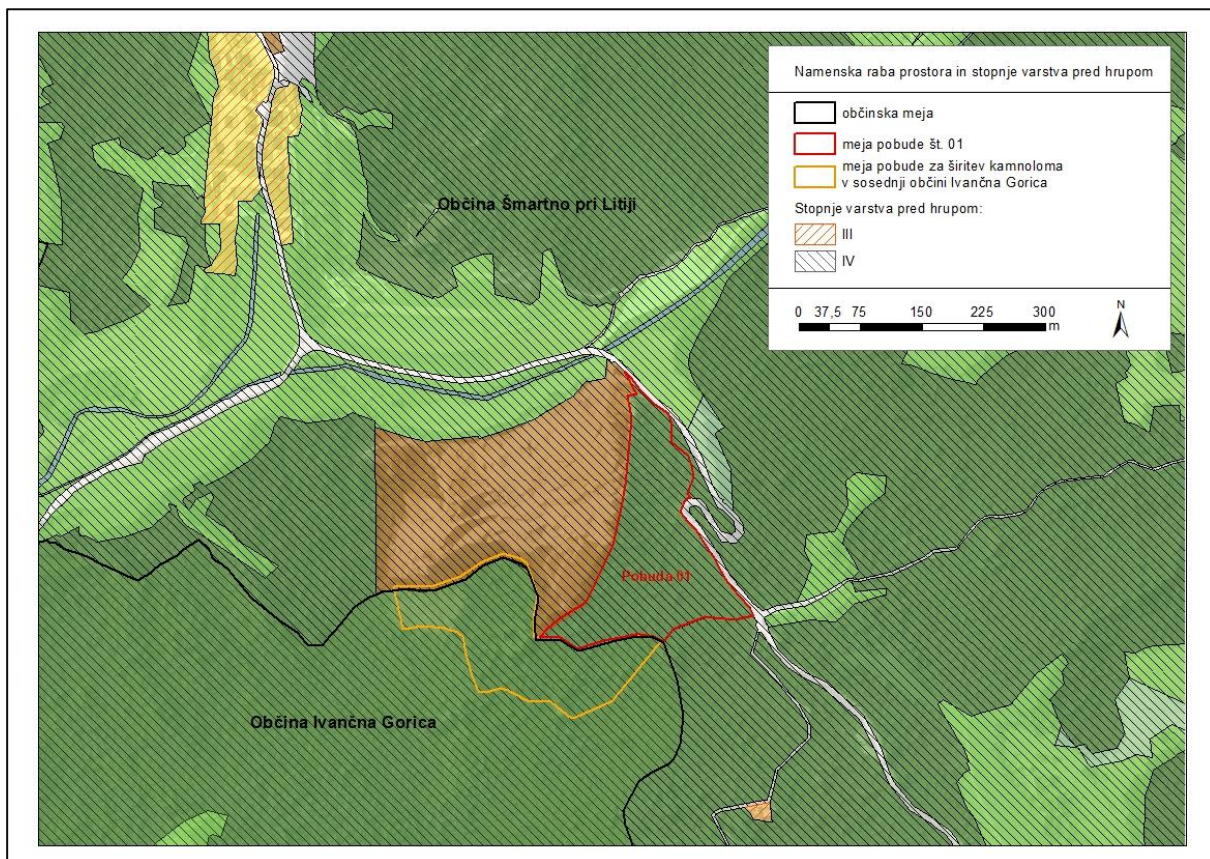 Namenska raba prostora in stopnje varstva pred hrupom
občinska meja
meja pobude št. 01
meja pobude za širitev kamnoloma
v sosednji občini Ivančna Gorica
Stopnje varstva pred hrupom:
III
IV
0 37,5 75 150 225 300
m
N
Občina Šmartno pri Litiji
Pobuda 01
Občina Ivančna Gorica